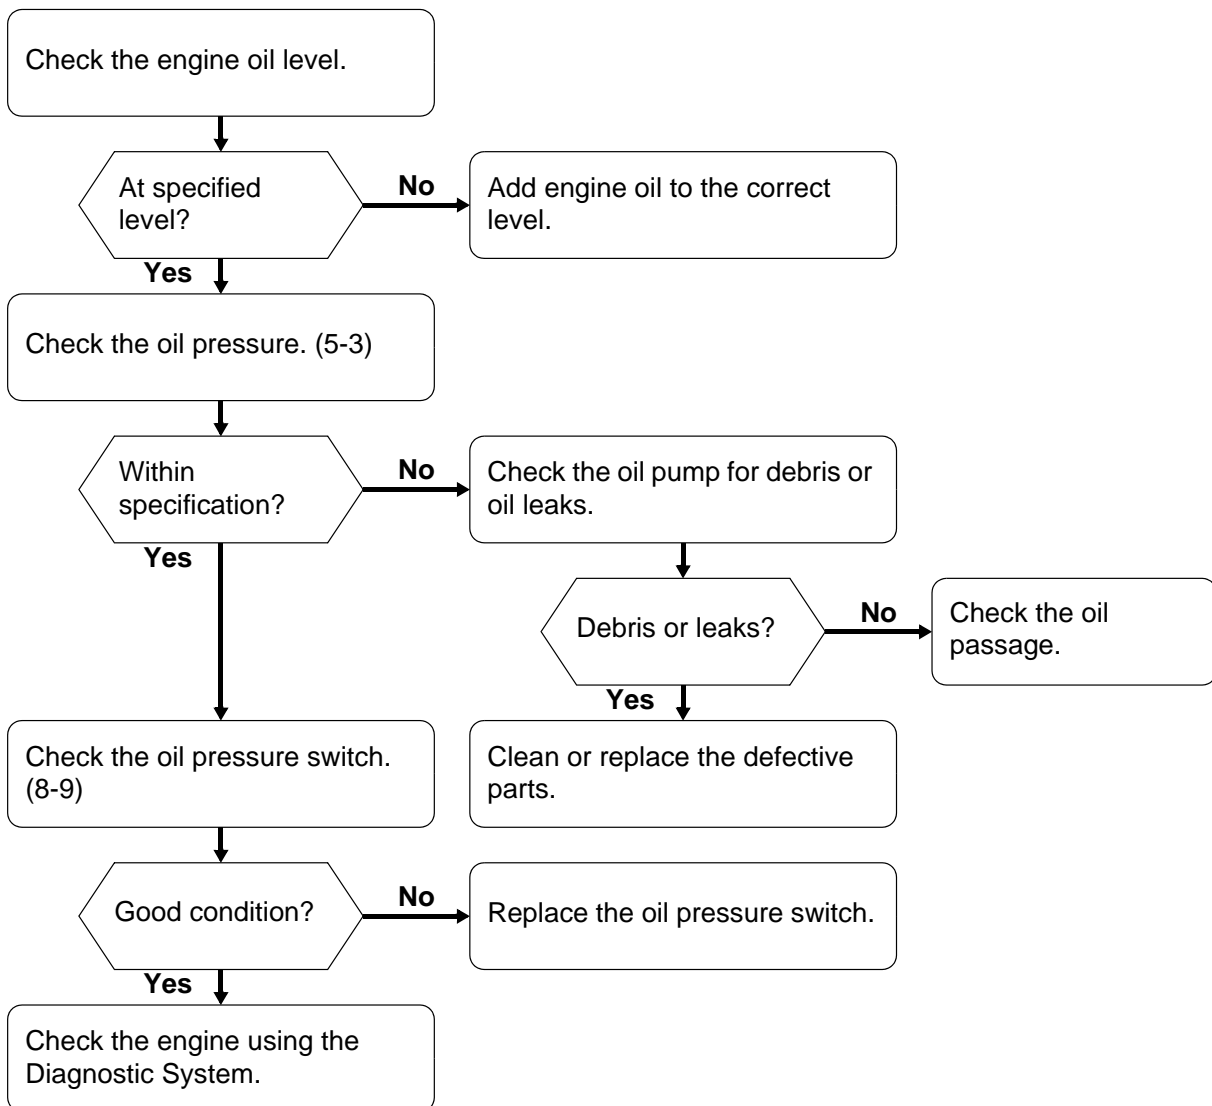 Check the engine oil level.
At specified
level?
No
Add engine oil to the correct
level.
Yes
Check the oil pressure. (5-3)
Within
specification?
No
Check the oil pump for debris or
oil leaks.
Yes
Debris or leaks?
No
Check the oil
passage.
Yes
Check the oil pressure switch.
(8-9)
Clean or replace the defective
parts.
Good condition?
No
Replace the oil pressure switch.
Yes
Check the engine using the
Diagnostic System.